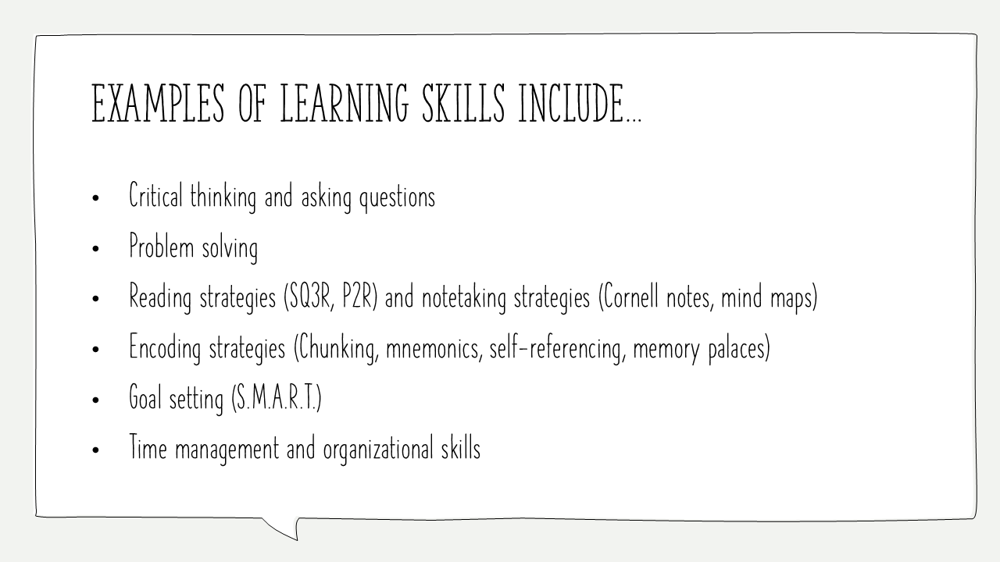 EXAMPLES OF LEARNING SKILLS INCLUDE...
• Critical thinking and asking questions
• Problem solving
• Reading strategies (SQ3R, P2R) and notetaking strategies (Cornell notes, mind maps)
• Encoding strategies (Chunking, mnemonics, self-referencing, memory palaces)
• Goal setting (S.M.A.R.T.)
• Time management and organizational skills